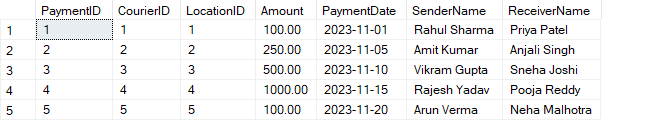 PaymentID CourierID LocationID Amount PaymentDate SenderName ReceiverName
1 1 1 1 100.00 2023-11-01 Rahul Sharma Priya Patel
2 2 2 2 250.00 2023-11-05 Amit Kumar Anjali Singh
3 3 3 3 500.00 2023-11-10 Vikram Gupta Sneha Joshi
4 4 4 4 1000.00 2023-11-15 Rajesh Yadav Pooja Reddy
5 5 5 5 100.00 2023-11-20 Arun Verma Neha Malhotra